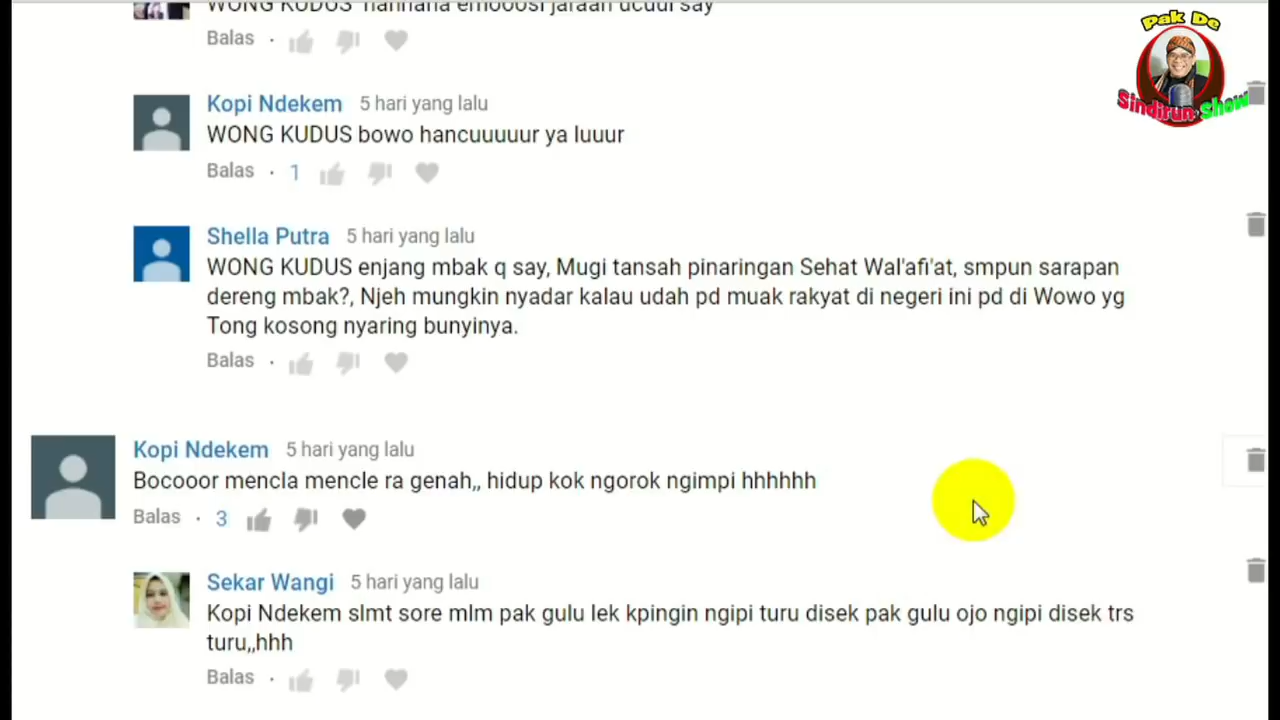 WONG KUDUS hahhaha emooosi jaraan ucuul say
Balas
Pak De
Sindirun Show
Kopi Ndekem 5 hari yang lalu
WONG KUDUS bowo hancuuuuur ya luuur
Balas · 1
Shella Putra 5 hari yang lalu
WONG KUDUS enjang mbak q say, Mugi tansah pinaringan Sehat Wal'afi'at, smpun sarapan
dereng mbak?, Njeh mungkin nyadar kalau udah pd muak rakyat di negeri ini pd di Wowo yg
Tong kosong nyaring bunyinya.
Balas ·
Kopi Ndekem 5 hari yang lalu
Bocooor mencla mencle ra genah,, hidup kok ngorok ngimpi hhhhhh
Balas · 3
Sekar Wangi 5 hari yang lalu
Kopi Ndekem slmt sore mlm pak gulu lek kpingin ngipi turu disek pak gulu ojo ngipi disek trs
turu,,hhh
Balas ·